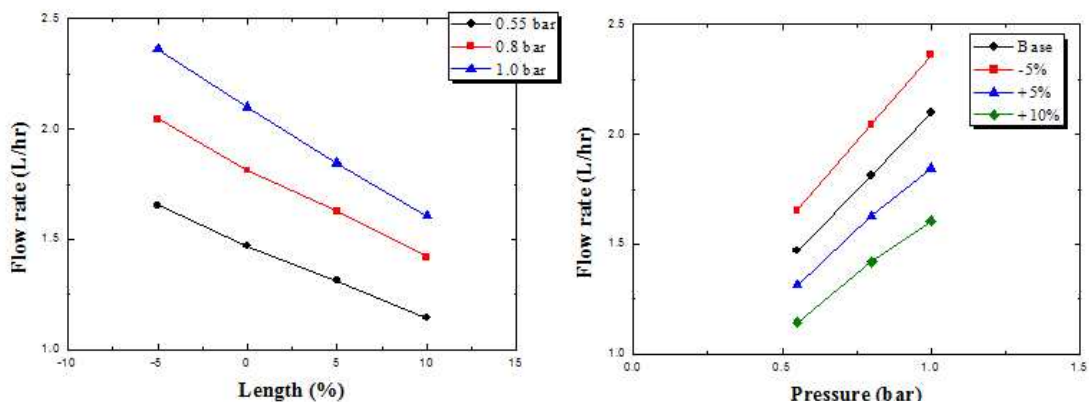 2.5
2.0
1.5
1.0
Flow rate (L/hr)
-10
-5
0
5
10
15
Length (%)
0.55 bar
0.8 bar
1.0 bar
2.5
2.0
1.5
1.0
Flow rate (L/hr)
0.0
0.5
1.0
1.5
Pressure (bar)
Base
-5%
+5%
+10%